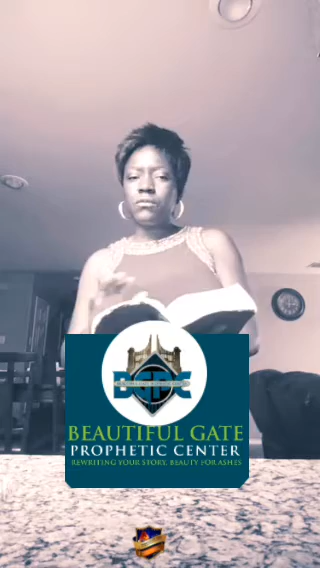 BEAUTIFUL GATE
PROPHETIC CENTER
REWRITING YOUR STORY, BEAUTY FOR ASHES